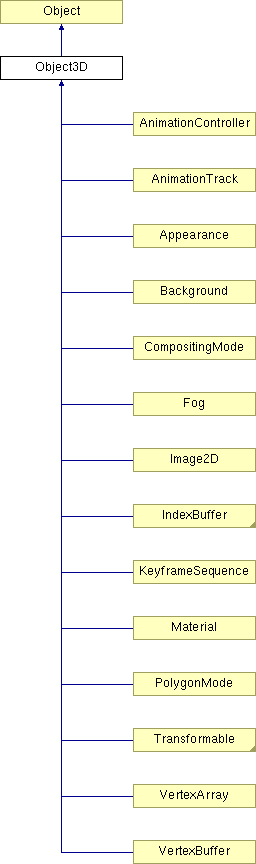 Object
Object3D
AnimationController
AnimationTrack
Appearance
Background
CompositingMode
Fog
Image2D
IndexBuffer
KeyframeSequence
Material
PolygonMode
Transformable
VertexArray
VertexBuffer